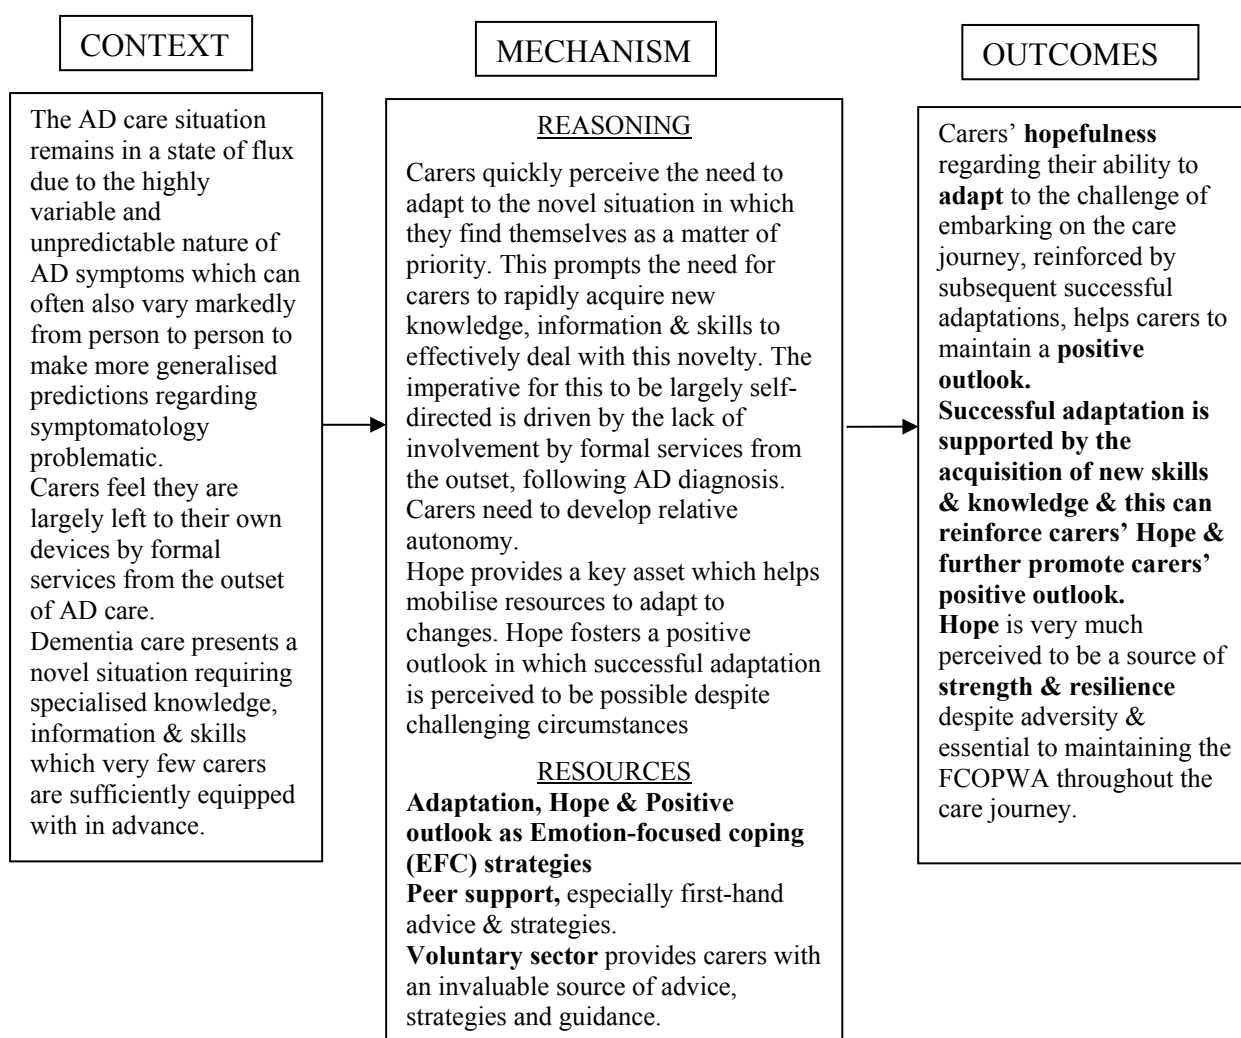 CONTEXT
The AD care situation
remains in a state of flux
due to the highly
variable and
unpredictable nature of
AD symptoms which can
often also vary markedly
from person to person to
make more generalised
predictions regarding
symptomatology
problematic.
Carers feel they are
largely left to their own
devices by formal
services from the outset
of AD care.
Dementia care presents a
novel situation requiring
specialised knowledge,
information & skills
which very few carers
are sufficiently equipped
with in advance.
MECHANISM
REASONING
Carers quickly perceive the need to
adapt to the novel situation in which
they find themselves as a matter of
priority. This prompts the need for
carers to rapidly acquire new
knowledge, information & skills to
effectively deal with this novelty. The
imperative for this to be largely self-
directed is driven by the lack of
involvement by formal services from
the outset, following AD diagnosis.
Carers need to develop relative
autonomy.
Hope provides a key asset which helps
mobilise resources to adapt to
changes. Hope fosters a positive
outlook in which successful adaptation
is perceived to be possible despite
challenging circumstances
RESOURCES
Adaptation, Hope & Positive
outlook as Emotion-focused coping
(EFC) strategies
Peer support, especially first-hand
advice & strategies.
Voluntary sector provides carers with
an invaluable source of advice,
strategies and guidance.
OUTCOMES
Carers’ hopefulness
regarding their ability to
adapt to the challenge of
embarking on the care
journey, reinforced by
subsequent successful
adaptations, helps carers to
maintain a positive
outlook.
Successful adaptation is
supported by the
acquisition of new skills
& knowledge & this can
reinforce carers’ Hope &
further promote carers’
positive outlook.
Hope is very much
perceived to be a source of
strength & resilience
despite adversity &
essential to maintaining the
FCOPWA throughout the
care journey.